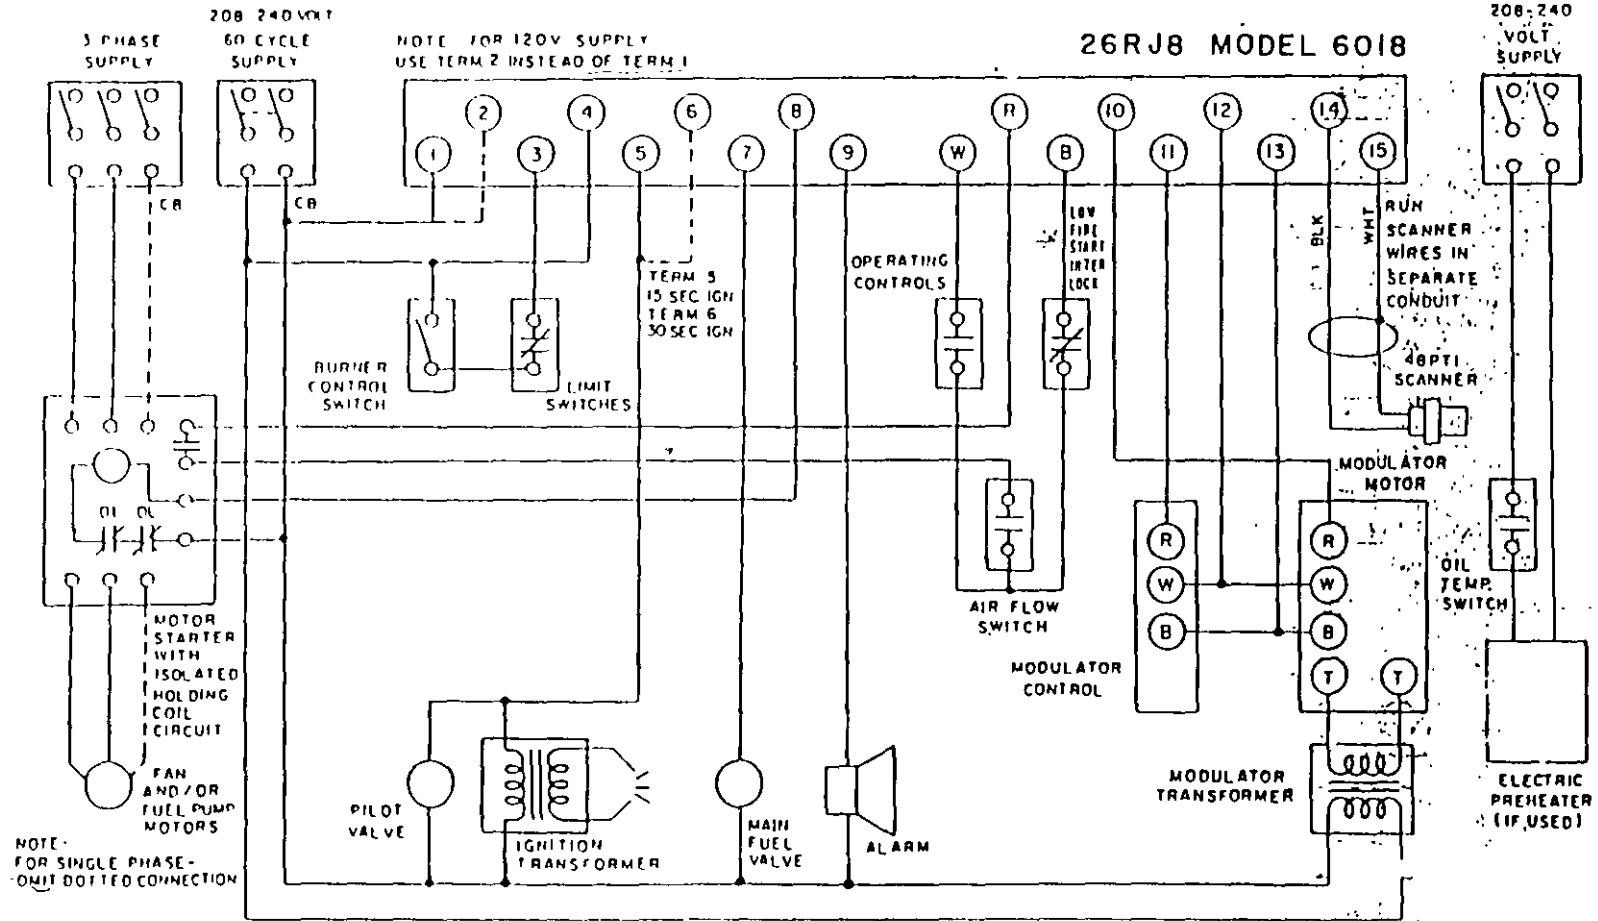 208 240 VOLT
60 CYCLE
SUPPLY
3 PHASE
SUPPLY
NOTE FOR 120V SUPPLY
USE TERM 2 INSTEAD OF TERM 1
26RJ8 MODEL 6018
208-240
VOLT
SUPPLY
2
4
6
8
R
10
12
14
1
3
5
7
9
W
B
11
13
15
CB
CB
BLK
WHT
RUN
SCANNER
WIRES IN
SEPARATE
CONDUIT
LOW
FIRE
START
INTER
LOCK
OPERATING
CONTROLS
TERM 5
15 SEC IGN
TERM 6
30 SEC IGN
BURNER
CONTROL
SWITCH
LIMIT
SWITCHES
48PT1
SCANNER
MODULATOR
MOTOR
OL
OL
R
W
B
R
W
B
T
T
OIL
TEMP.
SWITCH
AIR FLOW
SWITCH
MODULATOR
CONTROL
MOTOR
STARTER
WITH
ISOLATED
HOLDING
COIL
CIRCUIT
FAN
AND/OR
FUEL PUMP
MOTORS
PILOT
VALVE
IGNITION
TRANSFORMER
MAIN
FUEL
VALVE
ALARM
MODULATOR
TRANSFORMER
ELECTRIC
PREHEATER
(IF USED)
NOTE-
FOR SINGLE PHASE-
OMIT DOTTED CONNECTION